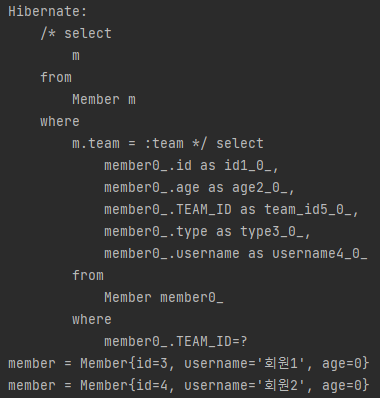 Hibernate:
/* select
m
from
Member m
where
m.team = :team */ select
member0_.id as id1_0_,
member0_.age as age2_0_,
member0_.TEAM_ID as team_id5_0_,
member0_.type as type3_0_,
member0_.username as username4_0_
from
Member member0_
where
member0_.TEAM_ID=?
member = Member{id=3, username='회원1', age=0}
member = Member{id=4, username='회원2', age=0}